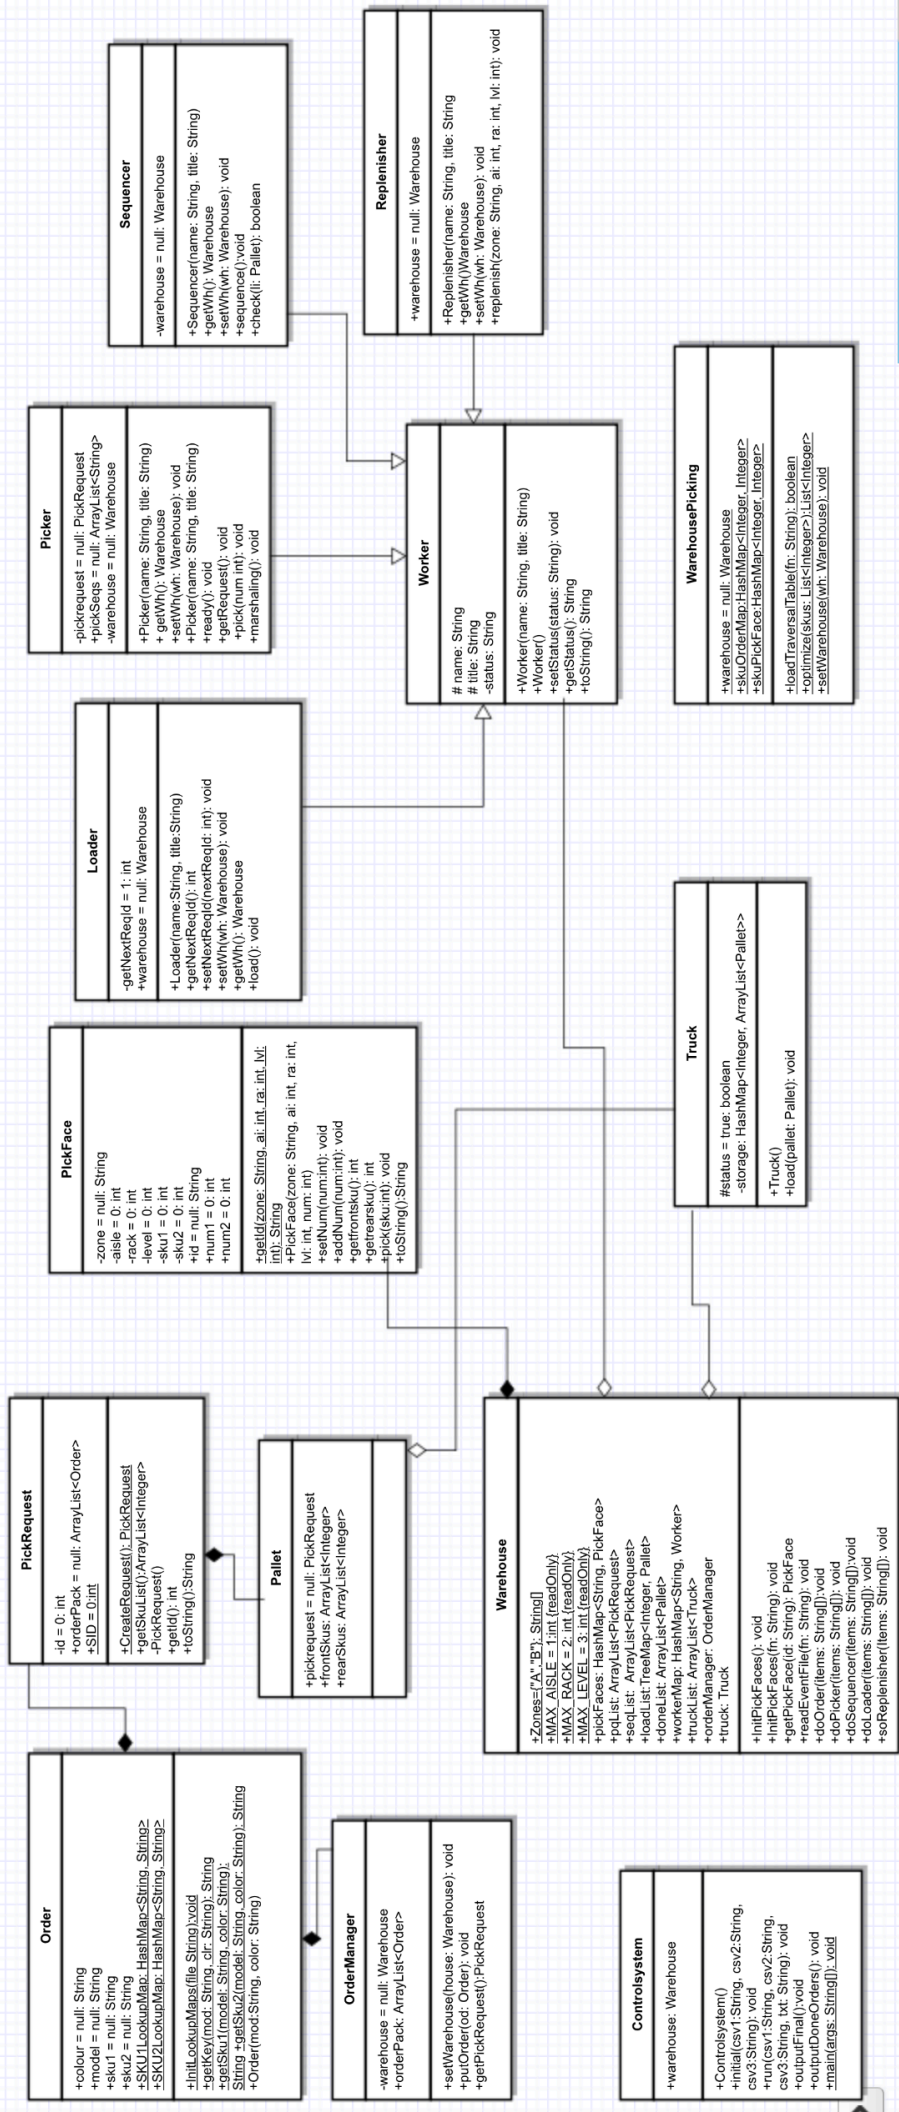 Order
+colour = null: String
+model = null: String
+sku1 = null: String
+sku2 = null: String
+SKU1LookupMap: HashMap<String, String>
+SKU2LookupMap: HashMap<String, String>
+InitLookupMaps(file String):void
+getKey(mod: String, clr: String): String
+getSku1(model: String, color: String):
String +getSku2(model: String, color: String): String
+Order(mod:String, color: String)
PickRequest
-id = 0: int
+orderPack = null: ArrayList<Order>
+SID = 0:int
+CreateRequest(): PickRequest
+getSkuList():ArrayList<Integer>
-PickRequest()
+getId(): int
+toString():String
PIckFace
-zone = null: String
-aisle = 0: int
-rack = 0: int
-level = 0: int
-sku1 = 0: int
-sku2 = 0: int
+id = null: String
+num1 = 0: int
+num2 = 0: int
+getId(zone: String, ai: int, ra: int, lvl:
int): String
+PickFace(zone: String, ai: int, ra: int,
lvl: int, num: int)
+setNum(num:int): void
+addNum(num:int): void
+getfrontsku(): int
+getrearsku(): int
+pick(sku:int): void
+toString():String
Loader
-getNextReqId = 1: int
+warehouse = null: Warehouse
+Loader(name:String, title:String)
+getNextReqId(): int
+setNextReqId(nextReqId: int): void
+setWh(wh: Warehouse): void
+getWh(): Warehouse
+load(): void
Picker
-pickrequest = null: PickRequest
+pickSeqs = null: ArrayList<String>
-warehouse = null: Warehouse
+Picker(name: String, title: String)
+ getWh(): Warehouse
+setWh(wh: Warehouse): void
+Picker(name: String, title: String)
+ready(): void
+getRequest(): void
+pick(num int): void
+marshaling(): void
Sequencer
-warehouse = null: Warehouse
+Sequencer(name: String, title: String)
+getWh(): Warehouse
+setWh(wh: Warehouse): void
+sequence():void
+check(li: Pallet): boolean
OrderManager
-warehouse = null: Warehouse
+orderPack: ArrayList<Order>
+setWarehouse(house: Warehouse): void
+putOrder(od: Order): void
+getPickRequest():PickRequest
Pallet
+pickrequest = null: PickRequest
+frontSkus: ArrayList<Integer>
+rearSkus: ArrayList<Integer>
Worker
# name: String
# title: String
-status: String
+Worker(name: String, title: String)
+Worker()
+setStatus(status: String): void
+getStatus(): String
+toString(): String
Replenisher
+warehouse = null: Warehouse
+Replenisher(name: String, title: String
+getWh()Warehouse
+setWh(wh: Warehouse): void
+replenish(zone: String, ai: int, ra: int, lvl: int): void
Controlsystem
+warehouse: Warehouse
+Controlsystem()
+initial(csv1:String, csv2:String,
csv3:String): void
+run(csv1:String, csv2:String,
csv3:String, txt: String): void
+outputFinal():void
+outputDoneOrders(): void
+main(args: String[]): void
Warehouse
+Zones={"A","B"}: String[]
+MAX_AISLE = 1:int {readOnly}
+MAX_RACK = 2: int {readOnly}
+MAX_LEVEL = 3: int {readOnly}
+pickFaces: HashMap<String, PickFace>
+pqList: ArrayList<PickRequest>
+seqList: ArrayList<PickRequest>
+loadList:TreeMap<Integer, Pallet>
+doneList: ArrayList<Pallet>
+workerMap: HashMap<String, Worker>
+truckList: ArrayList<Truck>
+orderManager: OrderManager
+truck: Truck
+InitPickFaces(): void
+InitPickFaces(fn: String): void
+getPickFace(id: String): PickFace
+readEventFile(fn: String): void
+doOrder(items: String[]):void
+doPicker(items: String[]): void
+doSequencer(items: String[]):void
+doLoader(items: String[]): void
+soReplenisher(Items: String[]): void
Truck
#status = true: boolean
-storage: HashMap<Integer, ArrayList<Pallet>>
+Truck()
+load(pallet: Pallet): void
WarehousePicking
+warehouse = null: Warehouse
+skuOrderMap:HashMap<Integer, Integer>
+skuPickFace:HashMap<Integer, Integer>
+loadTraversalTable(fn: String): boolean
+optimize(skus: List<Integer>):List<Integer>
+setWarehouse(wh: Warehouse): void